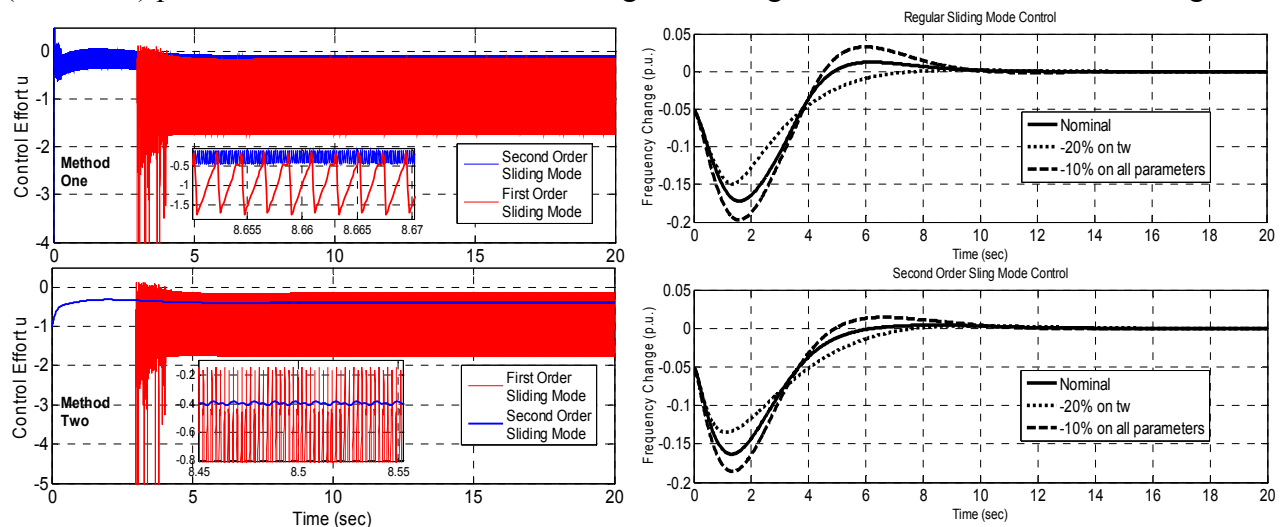 Control Effort u
0
-1
-2
-3
-4
Method
One
-0.5
-1
-1.5
8.655
8.66
8.665
8.67
Second Order
Sliding Mode
First Order
Sliding Mode
0
5
10
15
20
Control Effort u
0
-1
-2
-3
-4
-5
Method
Two
-0.2
-0.4
-0.6
-0.8
8.45
8.5
8.55
First Order
Sliding Mode
Second Order
Sliding Mode
0
5
10
15
20
Time (sec)
Regular Sliding Mode Control
Frequency Change (p.u.)
0.05
0
-0.05
-0.1
-0.15
-0.2
Nominal
-20% on tw
-10% on all parameters
0 2 4 6 8 10 12 14 16 18 20
Time (sec)
Second Order Sling Mode Control
Frequency Change (p.u.)
0.05
0
-0.05
-0.1
-0.15
-0.2
Nominal
-20% on tw
-10% on all parameters
0 2 4 6 8 10 12 14 16 18 20
Time (sec)